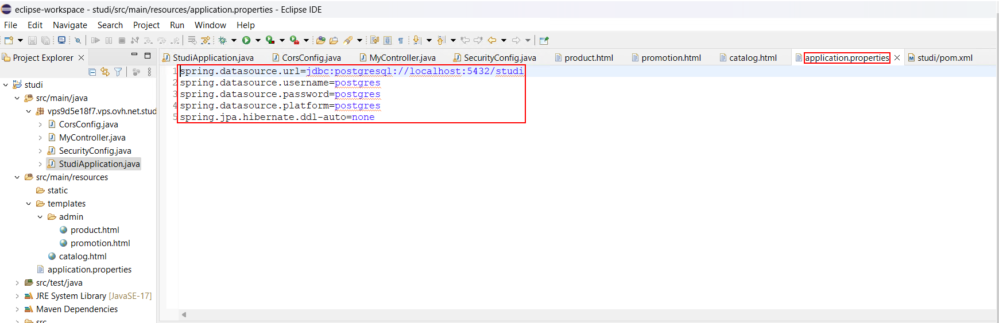 eclipse-workspace - studi/src/main/resources/application.properties - Eclipse IDE
File Edit Navigate Search Project Run Window Help
Project Explorer
StudiApplication.java CorsConfig.java MyController.java SecurityConfig.java product.html promotion.html catalog.html application.properties studi/pom.xml
studi
src/main/java
vps9d5e18f7.vps.ovh.net.stud
CorsConfig.java
MyController.java
SecurityConfig.java
StudiApplication.java
src/main/resources
static
templates
admin
product.html
promotion.html
catalog.html
application.properties
src/test/java
JRE System Library [JavaSE-17]
Maven Dependencies
src
1 spring.datasource.url=jdbc:postgresql://localhost:5432/studi
2 spring.datasource.username=postgres
3 spring.datasource.password=postgres
4 spring.datasource.platform=postgres
5 spring.jpa.hibernate.ddl-auto=none